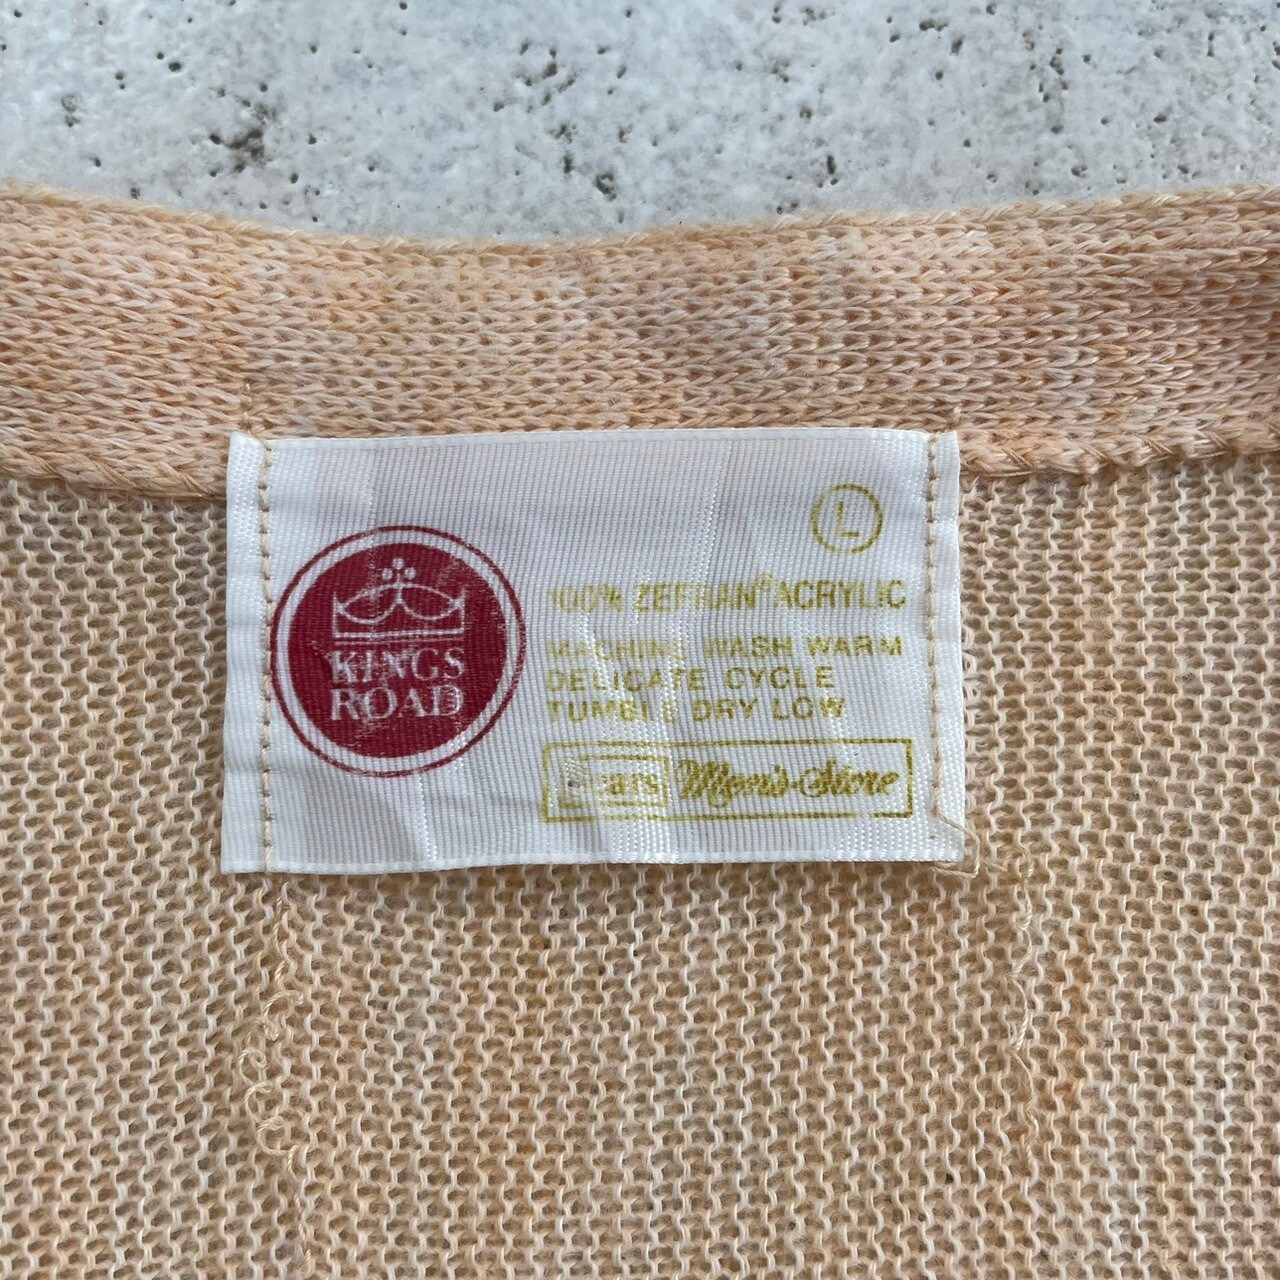 KINGS
ROAD
L
100% ZEFRAN® ACRYLIC
MACHINE WASH WARM
DELICATE CYCLE
TUMBLE DRY LOW
Sears Men's Store